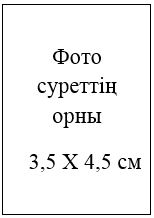 Фото
суреттің
орны
3,5 X 4,5 см